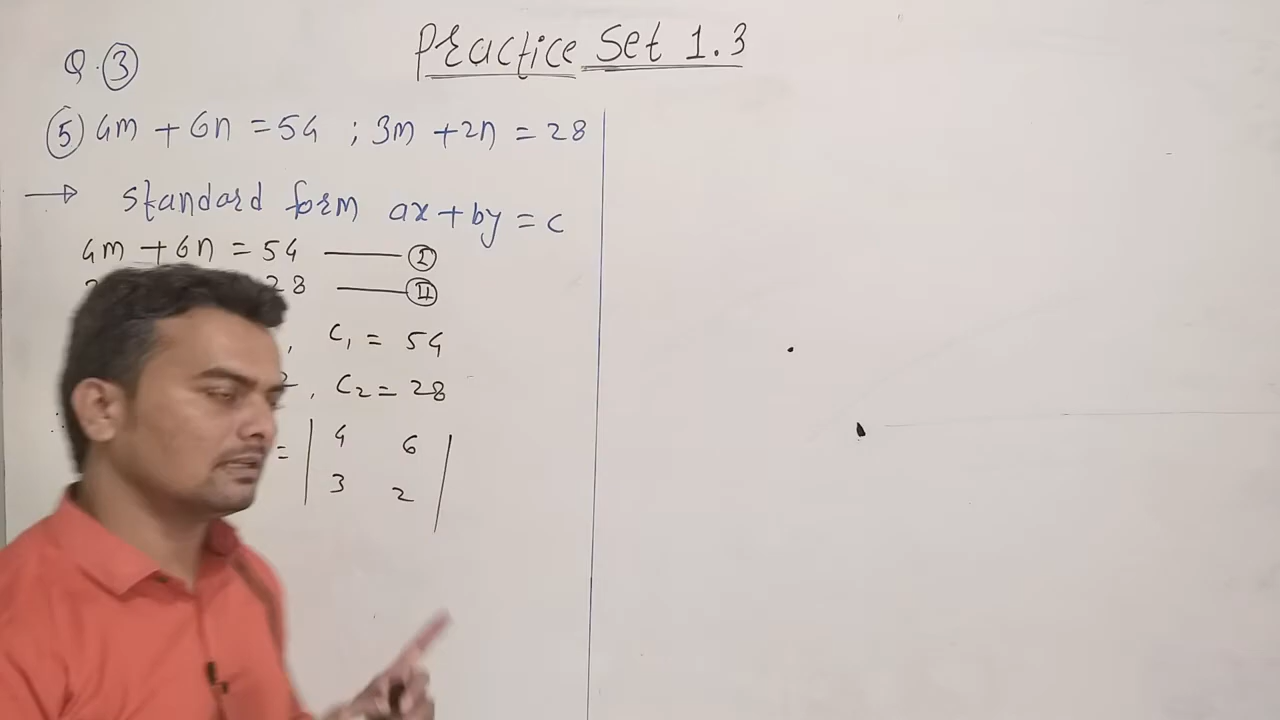 Practice Set 1.3
Q. 3
5 4m + 6n = 54 ; 3m + 2n = 28
→ standard form ax + by = c
4m + 6n = 54 —— I
28 —— II
, C₁ = 54
, C₂ = 28
= | 4 6 |
| 3 2 |